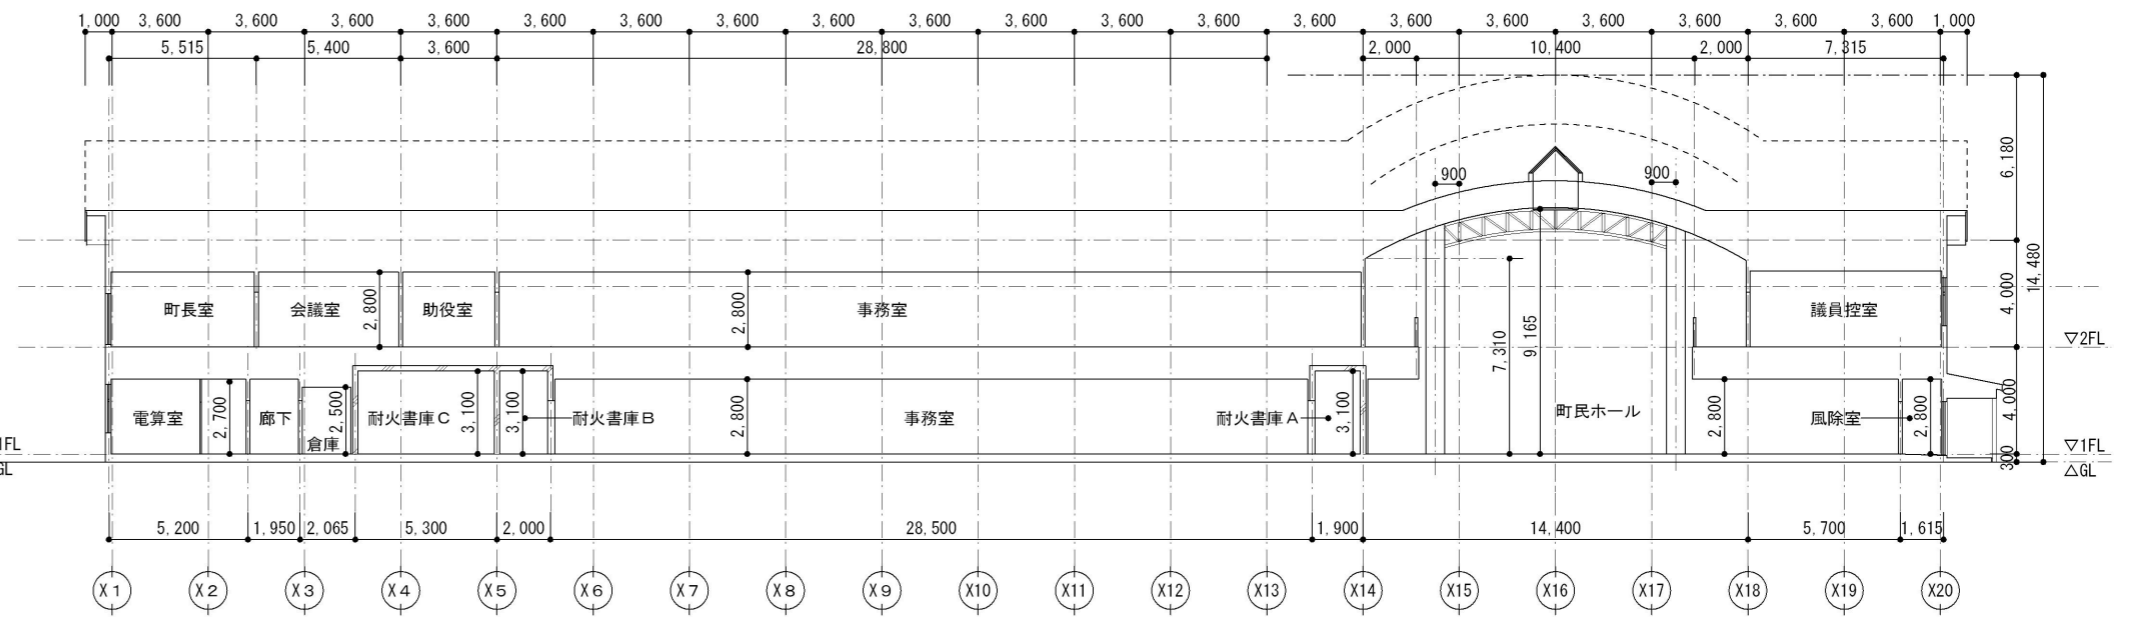 1,000 3,600 3,600 3,600 3,600 3,600 3,600 3,600 3,600 3,600 3,600 3,600 3,600 3,600 3,600 3,600 3,600 3,600 3,600 3,600 1,000
5,515 5,400 3,600 28,800 2,000 10,400 2,000 7,315
6,180
900 900
14,480
町長室 会議室 2,800 助役室 2,800 事務室 7,310 9,165 議員控室 4,000
▽2FL
電算室 2,700 廊下 倉庫 2,500 耐火書庫C 3,100 3,100 耐火書庫B 2,800 事務室 耐火書庫A 3,100 町民ホール 2,800 風除室 2,800 4,000
1FL ▽1FL
GL 300 △GL
5,200 1,950 2,065 5,300 2,000 28,500 1,900 14,400 5,700 1,615
X1 X2 X3 X4 X5 X6 X7 X8 X9 X10 X11 X12 X13 X14 X15 X16 X17 X18 X19 X20